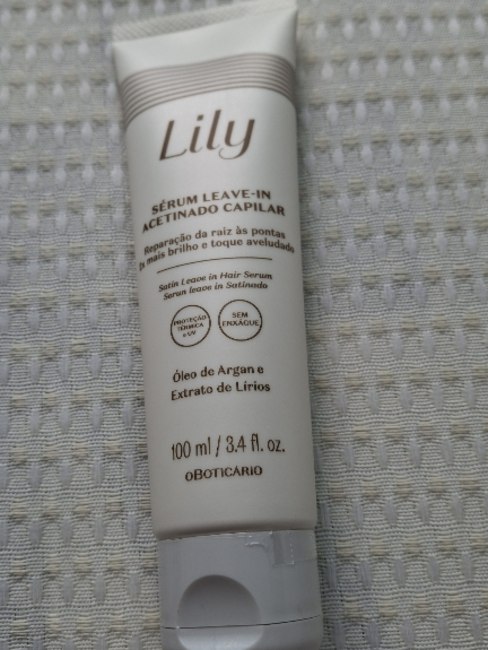 Lily
SÉRUM LEAVE-IN
ACETINADO CAPILAR
Reparação da raiz às pontas
mais brilho e toque aveludado
Satin Leave in Hair Serum
Serun leave in Satinado
PROTEÇÃO
TÉRMICA
e UV
SEM
ENXÁGUE
Óleo de Argan e
Extrato de Lírios
100 ml / 3.4 fl. oz.
oBOTICÁRIO